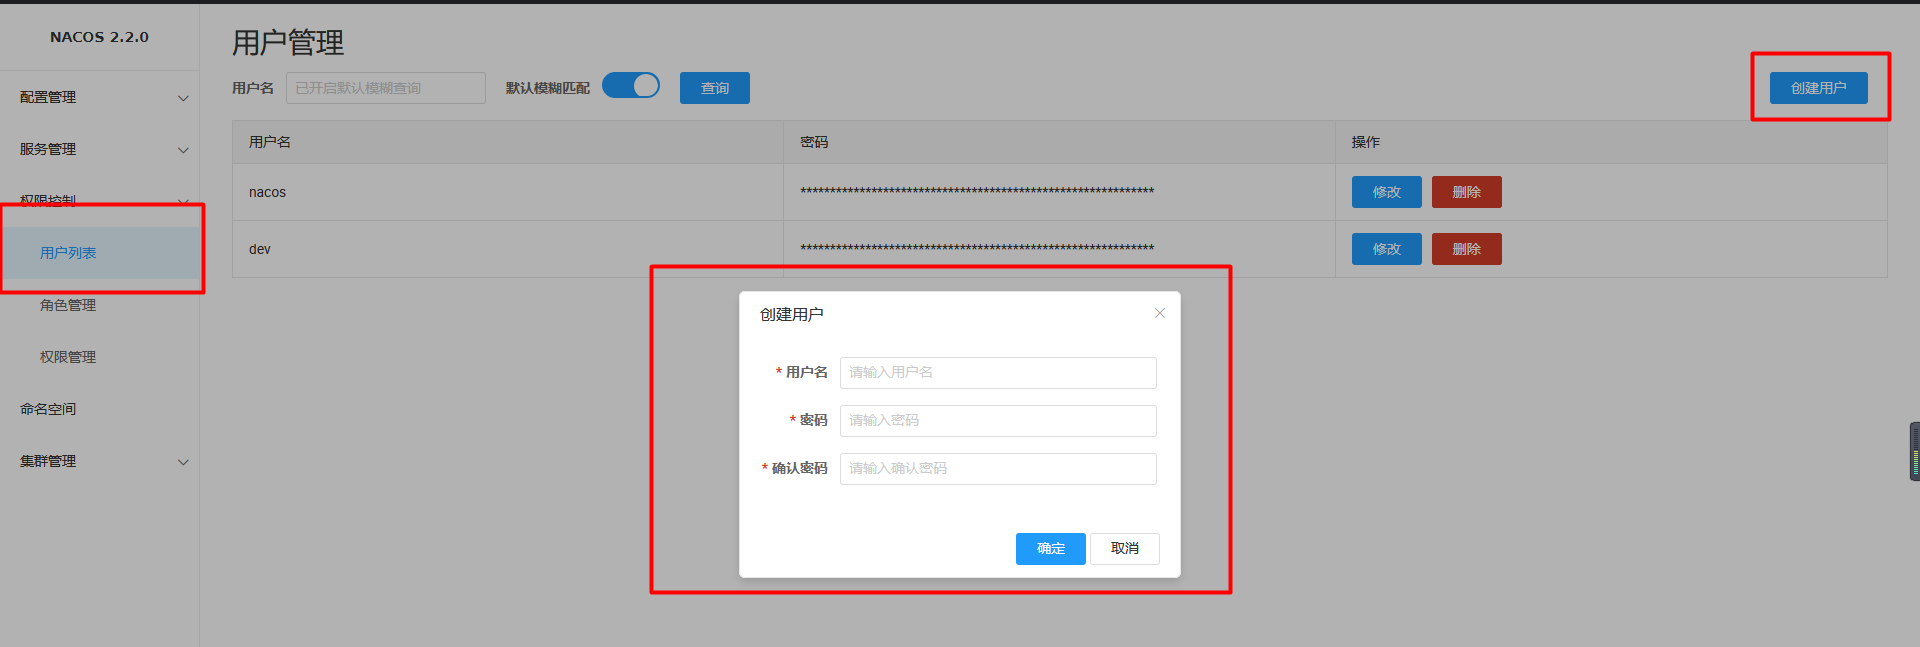 NACOS 2.2.0
配置管理
服务管理
权限控制
用户列表
角色管理
权限管理
命名空间
集群管理
用户管理
用户名 已开启默认模糊查询 默认模糊匹配 查询 创建用户
用户名 密码 操作
nacos ************************************************************ 修改 删除
dev ************************************************************ 修改 删除
创建用户
* 用户名 请输入用户名
* 密码 请输入密码
* 确认密码 请输入确认密码
确定 取消